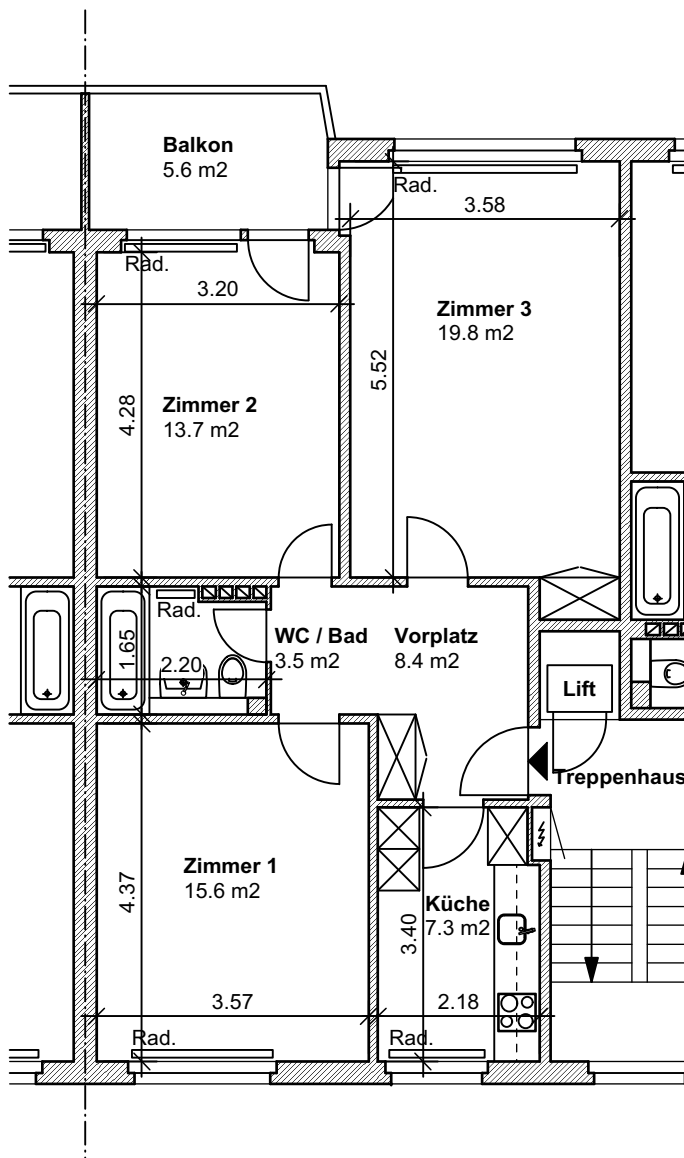 Balkon
5.6 m2
Rad.
3.58
Rad.
3.20
Zimmer 3
19.8 m2
5.52
4.28
Zimmer 2
13.7 m2
Rad.
1.65
2.20
WC / Bad
3.5 m2
Vorplatz
8.4 m2
Lift
Treppenhaus
Zimmer 1
15.6 m2
4.37
Küche
7.3 m2
3.40
3.57
2.18
Rad.
Rad.